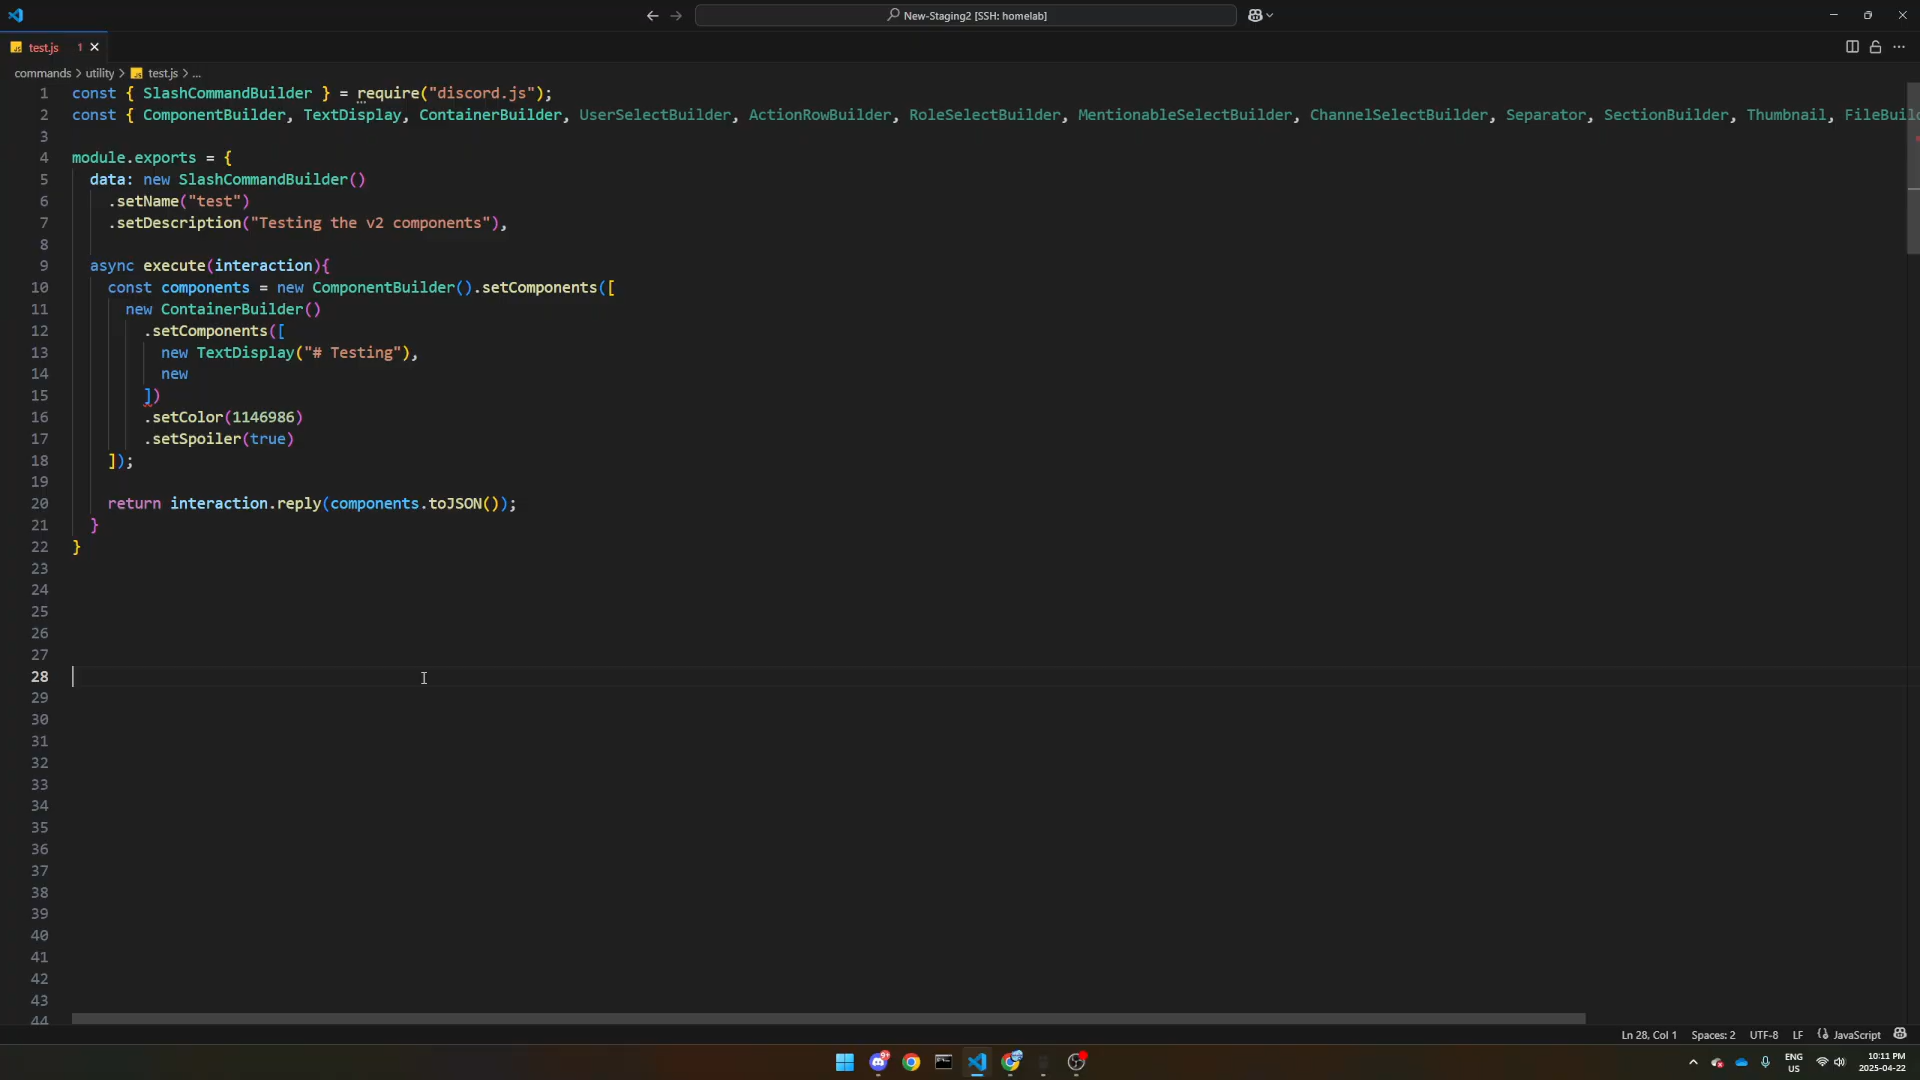 New-Staging2 [SSH: homelab]
test.js 1
commands > utility > test.js > ...
1 const { SlashCommandBuilder } = require("discord.js");
2 const { ComponentBuilder, TextDisplay, ContainerBuilder, UserSelectBuilder, ActionRowBuilder, RoleSelectBuilder, MentionableSelectBuilder, ChannelSelectBuilder, Separator, SectionBuilder, Thumbnail, FileBuil
3
4 module.exports = {
5 data: new SlashCommandBuilder()
6 .setName("test")
7 .setDescription("Testing the v2 components"),
8
9 async execute(interaction){
10 const components = new ComponentBuilder().setComponents([
11 new ContainerBuilder()
12 .setComponents([
13 new TextDisplay("# Testing"),
14 new
15 ])
16 .setColor(1146986)
17 .setSpoiler(true)
18 ]);
19
20 return interaction.reply(components.toJSON());
21 }
22 }
23
24
25
26
27
28
29
30
31
32
33
34
35
36
37
38
39
40
41
42
43
44
Ln 28, Col 1 Spaces: 2 UTF-8 LF {} JavaScript
ENG
US
10:11 PM
2025-04-22